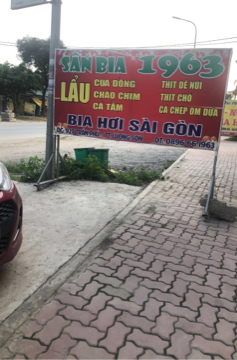 SÂN BIA 1963
LẨU
CUA ĐỒNG
CHÁO CHIM
CÁ TẦM
THỊT DÊ NÚI
THỊT CHÓ
CÁ CHÉP OM DƯA
BIA HƠI SÀI GÒN